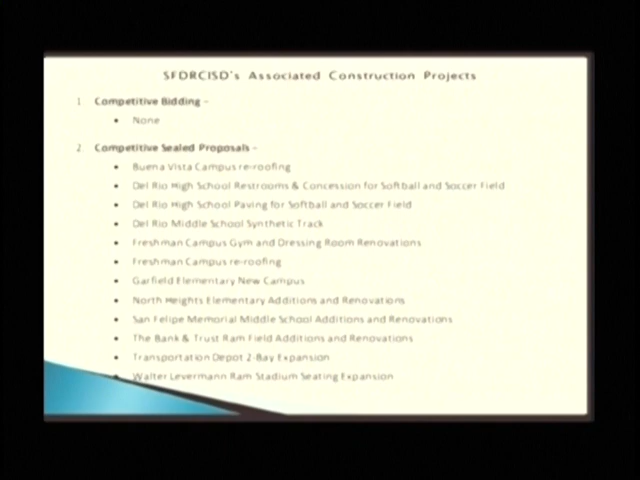 SFDRCISD's Associated Construction Projects
1. Competitive Bidding –
• None
2. Competitive Sealed Proposals –
• Buena Vista Campus re-roofing
• Del Rio High School Restrooms & Concession for Softball and Soccer Field
• Del Rio High School Paving for Softball and Soccer Field
• Del Rio Middle School Synthetic Track
• Freshman Campus Gym and Dressing Room Renovations
• Freshman Campus re-roofing
• Garfield Elementary New Campus
• North Heights Elementary Additions and Renovations
• San Felipe Memorial Middle School Additions and Renovations
• The Bank & Trust Ram Field Additions and Renovations
• Transportation Depot 2-Bay Expansion
• Walter Levermann Ram Stadium Seating Expansion